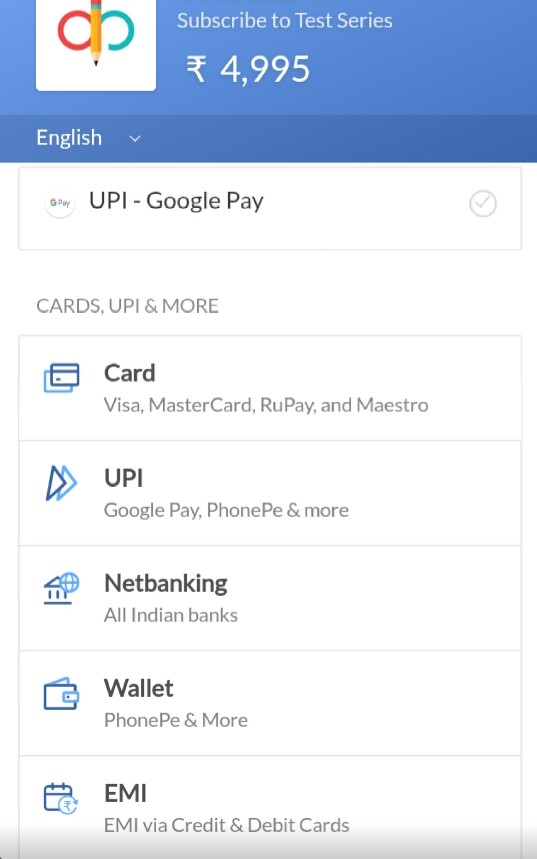 Subscribe to Test Series
₹ 4,995
English
G Pay
UPI - Google Pay
CARDS, UPI & MORE
Card
Visa, MasterCard, RuPay, and Maestro
UPI
Google Pay, PhonePe & more
Netbanking
All Indian banks
Wallet
PhonePe & More
₹
EMI
EMI via Credit & Debit Cards